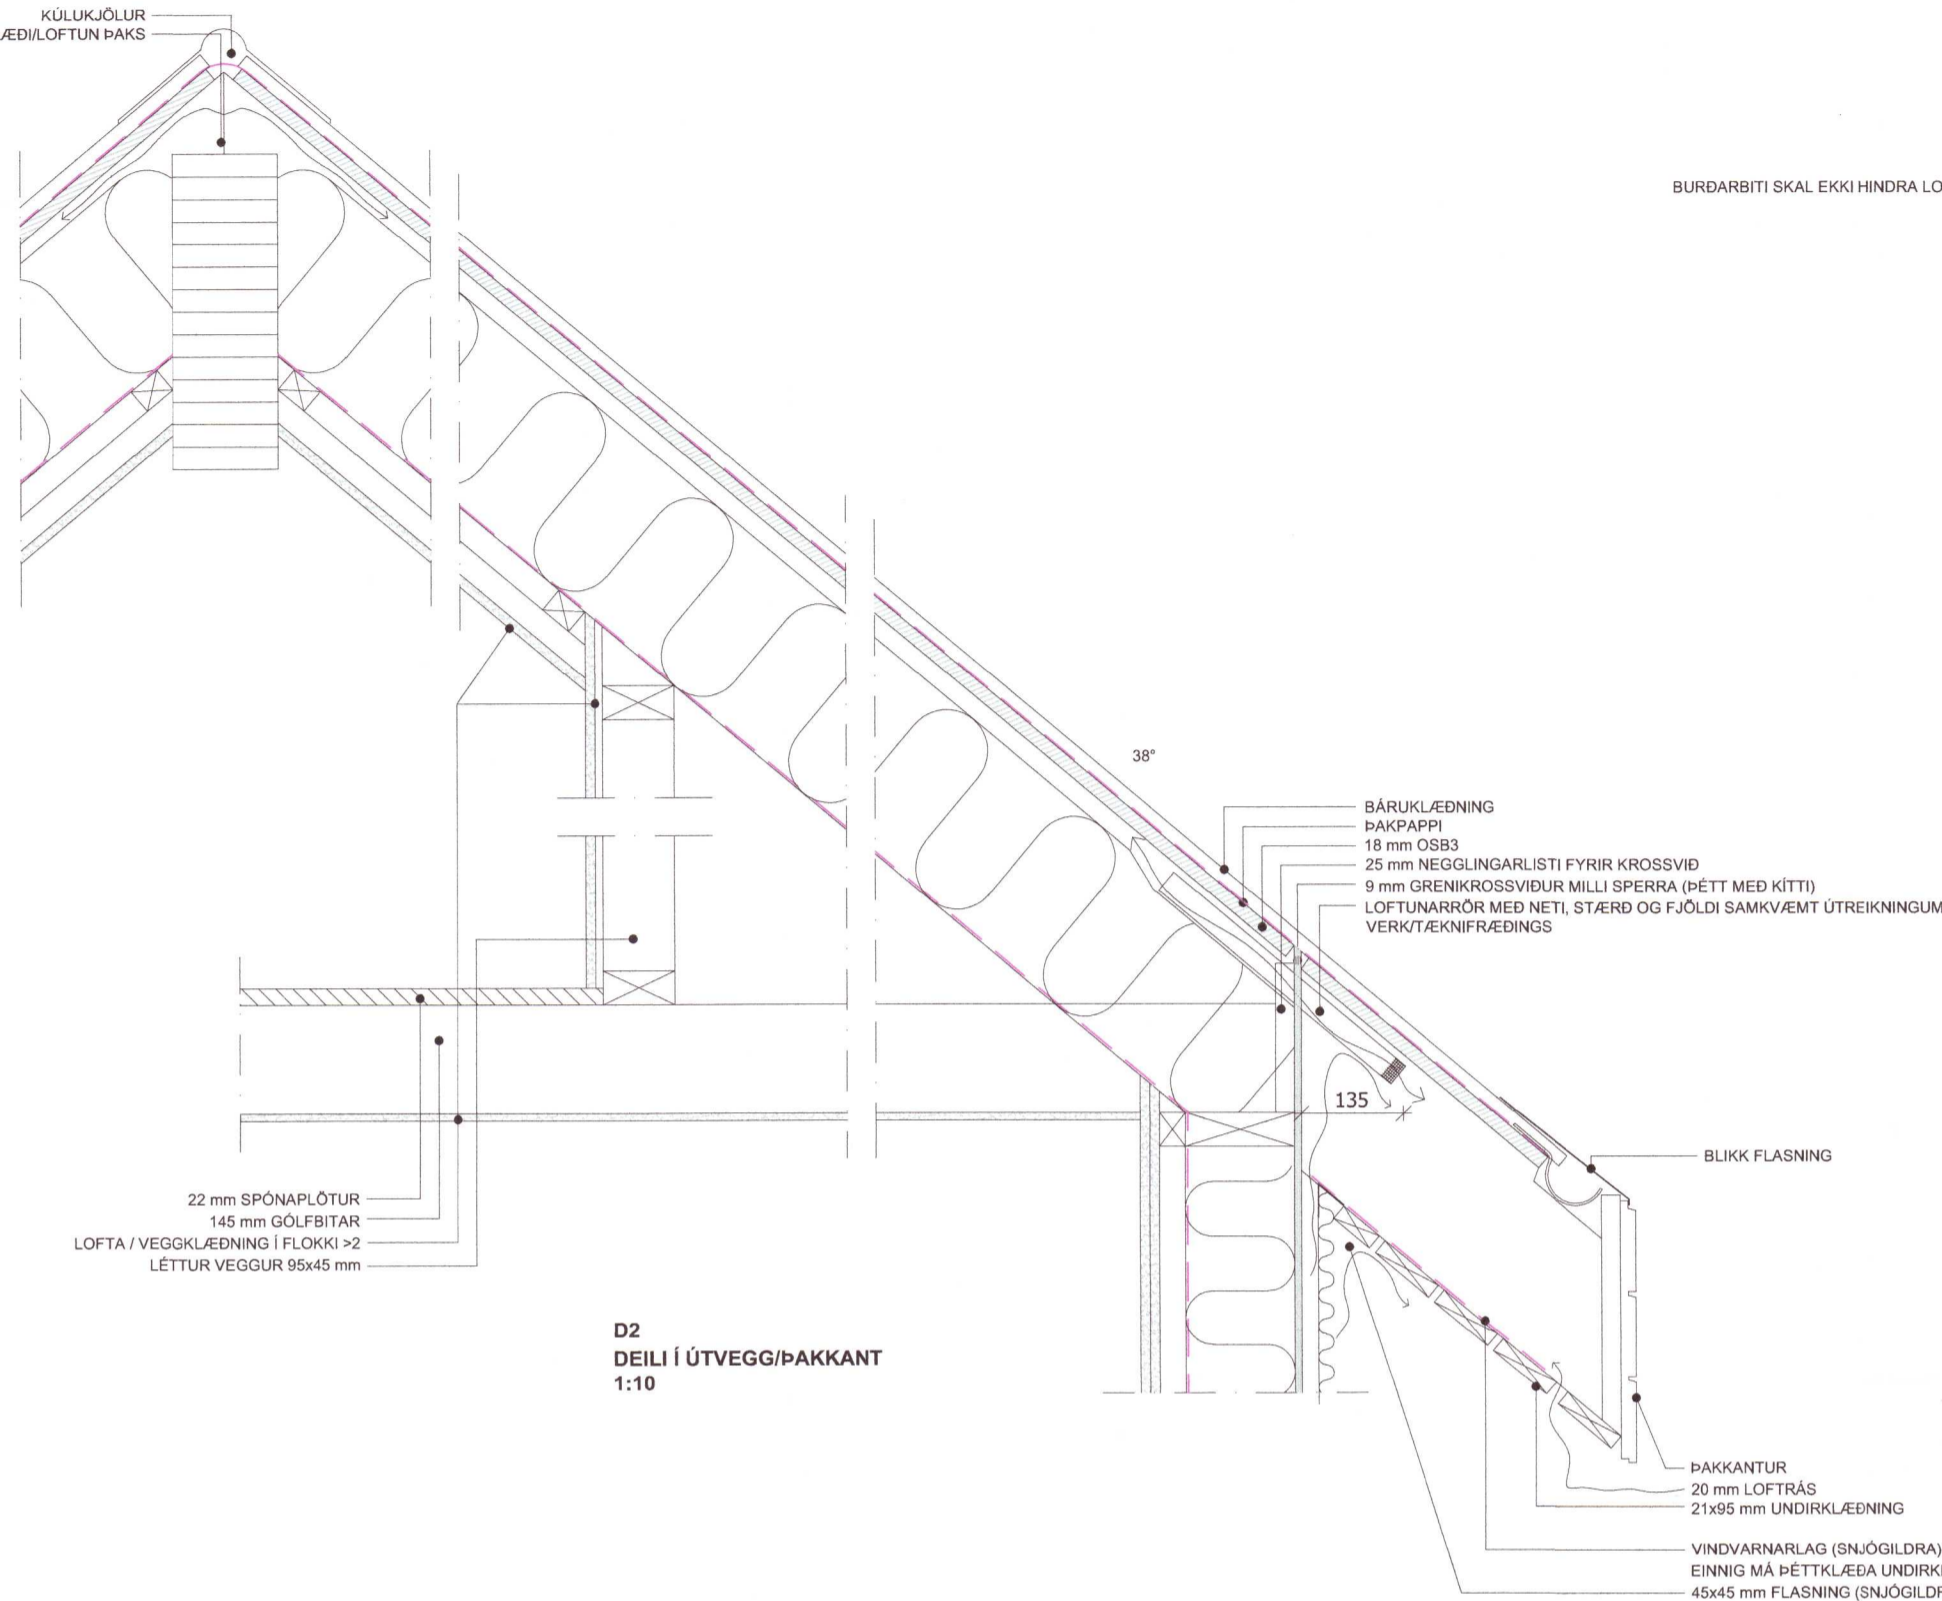 KÚLUKJÖLUR
ÆÐI/LOFTUN ÞAKS
BURÐARBITI SKAL EKKI HINDRA LO
38°
BÁRUKLÆÐNING
ÞAKPAPPI
18 mm OSB3
25 mm NEGGLINGARLISTI FYRIR KROSSVIÐ
9 mm GRENIKROSSVIÐUR MILLI SPERRA (ÞÉTT MEÐ KÍTTI)
LOFTUNARRÖR MEÐ NETI, STÆRÐ OG FJÖLDI SAMKVÆMT ÚTREIKNINGUM
VERK/TÆKNIFRÆÐINGS
135
BLIKK FLASNING
22 mm SPÓNAPLÖTUR
145 mm GÓLFBITAR
LOFTA / VEGGKLÆÐNING Í FLOKKI >2
LÉTTUR VEGGUR 95x45 mm
D2
DEILI Í ÚTVEGG/ÞAKKANT
1:10
ÞAKKANTUR
20 mm LOFTRÁS
21x95 mm UNDIRKLÆÐNING
VINDVARNARLAG (SNJÓGILDRA)
EINNIG MÁ ÞÉTTKLÆÐA UNDIRK
45x45 mm FLASNING (SNJÓGILD